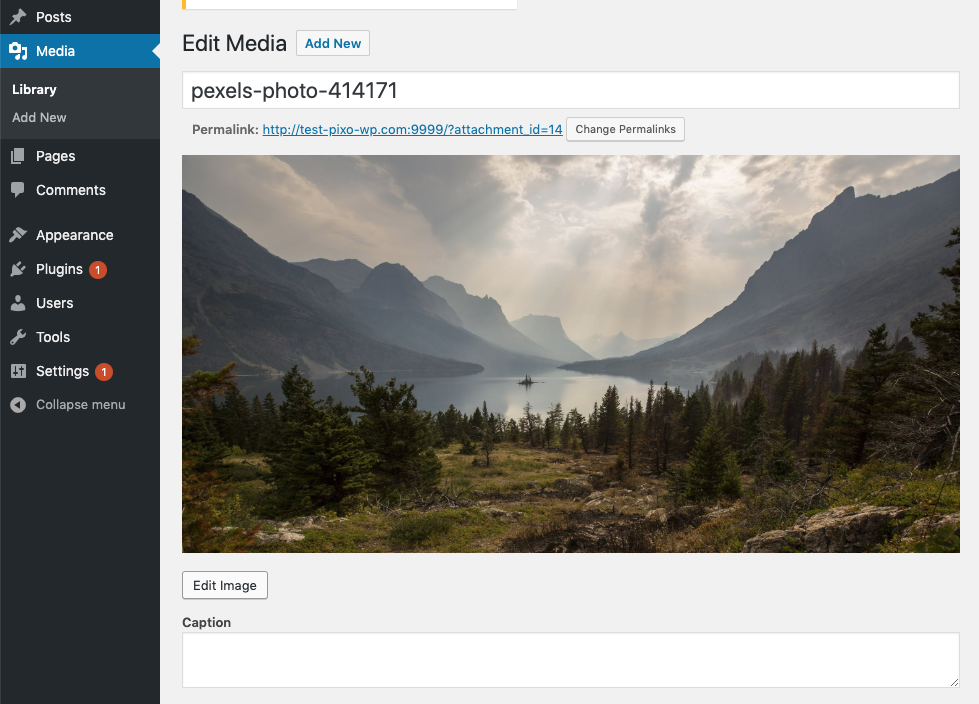 Posts
Media
Library
Add New
Pages
Comments
Appearance
Plugins 1
Users
Tools
Settings 1
Collapse menu
Edit Media Add New
pexels-photo-414171
Permalink: http://test-pixo-wp.com:9999/?attachment_id=14 Change Permalinks
Edit Image
Caption